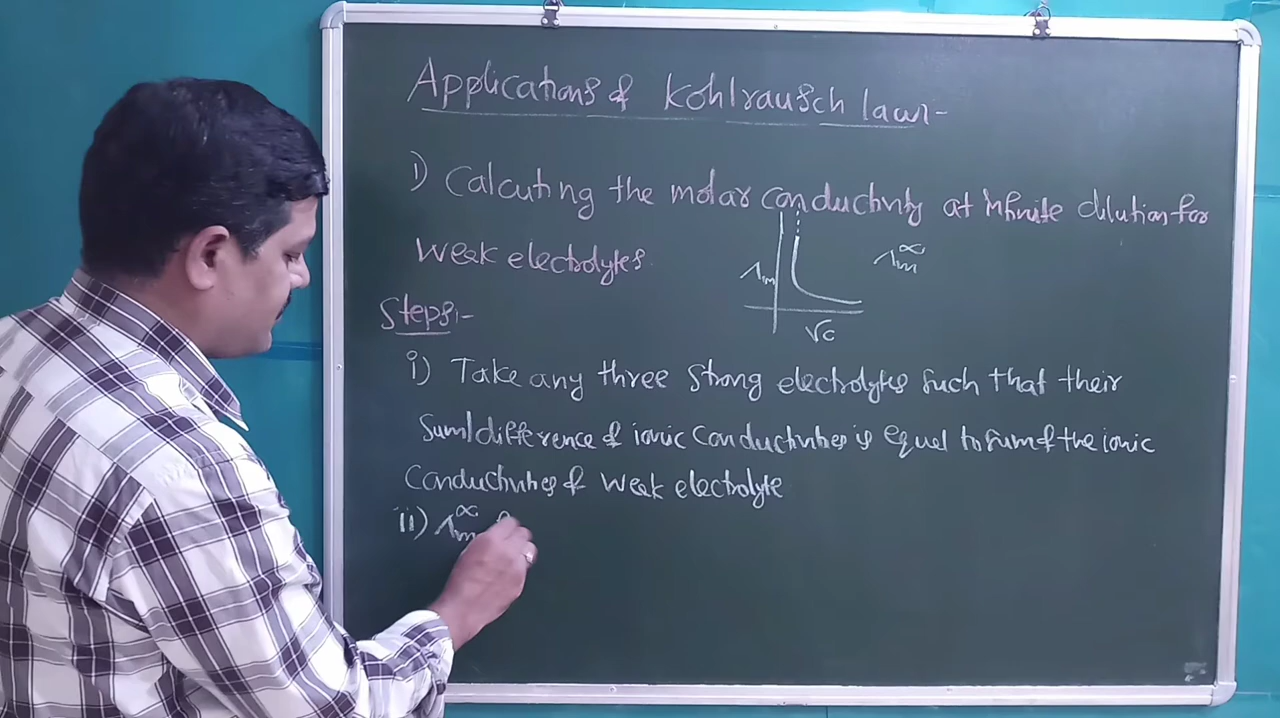 Applications of Kohlrausch law:-
1) Calcuting the molar conductivity at infinite dilution for
weak electrolytes.
Λm
Λ∞m
√c
Steps:-
i) Take any three strong electrolytes such that their
Sum/difference of ionic conductivities is equal to sum of the ionic
Conductivities of weak electrolyte
ii) Λ∞m